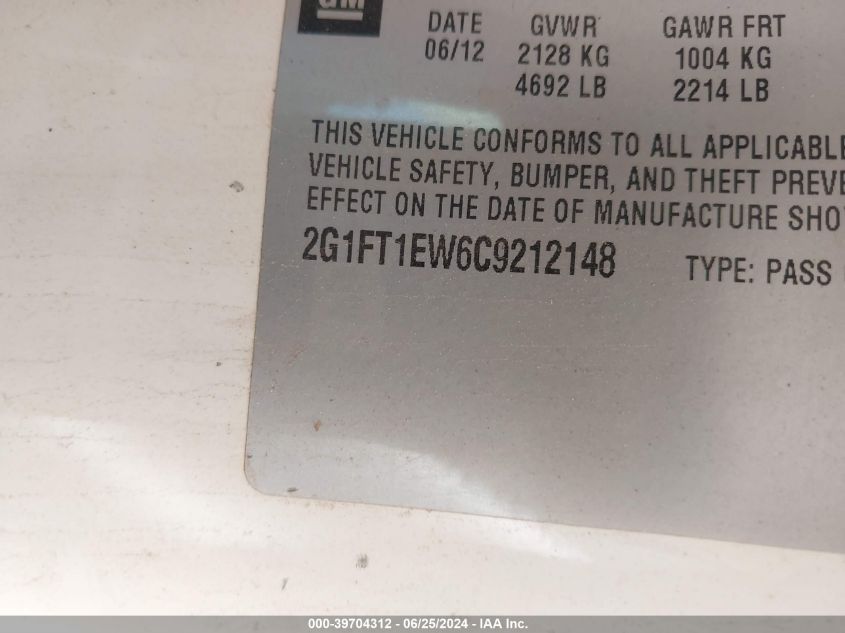 GM
DATE GVWR GAWR FRT
06/12 2128 KG 1004 KG
4692 LB 2214 LB
THIS VEHICLE CONFORMS TO ALL APPLICABLE
VEHICLE SAFETY, BUMPER, AND THEFT PREVE
EFFECT ON THE DATE OF MANUFACTURE SHO
2G1FT1EW6C9212148 TYPE: PASS
000-39704312 - 06/25/2024 - IAA Inc.